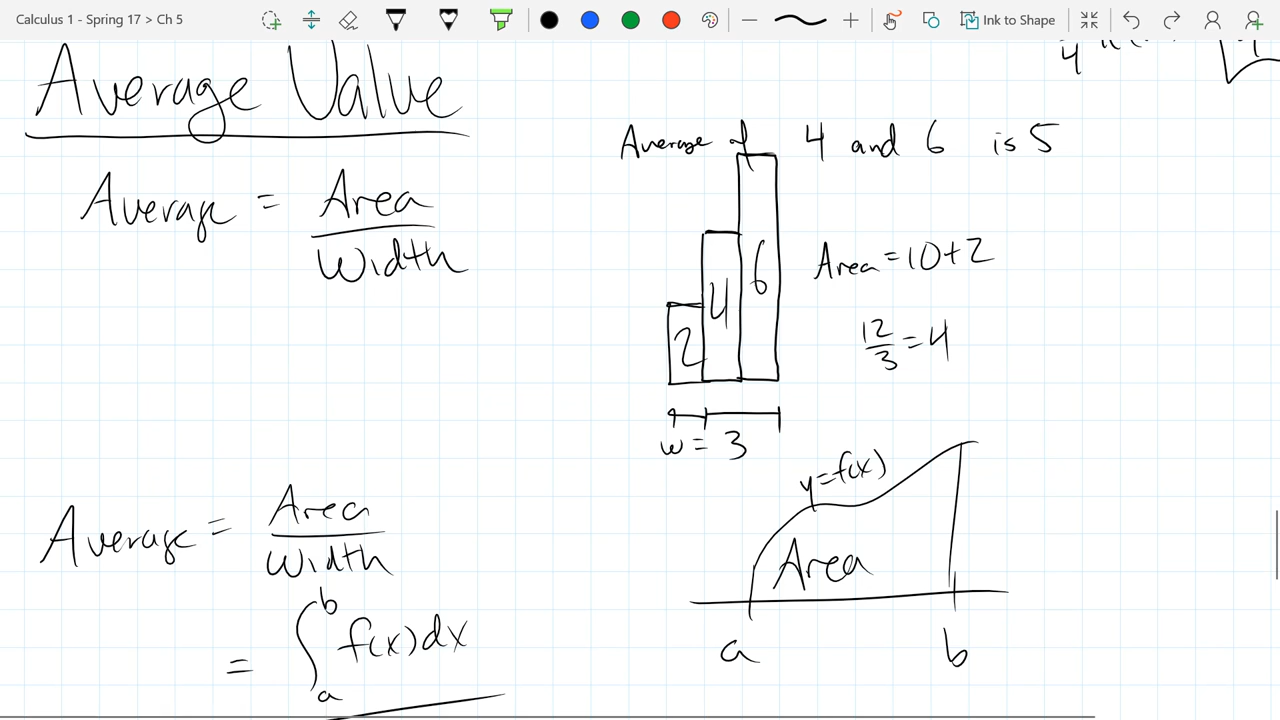 Calculus 1 - Spring 17 > Ch 5
Ink to Shape
Average Value
Average = Area / Width
Average of 4 and 6 is 5
2 4 6
Area = 10 + 2
12/3 = 4
w = 3
y = f(x)
Area
a b
Average = Area / Width
= ∫_a^b f(x) dx